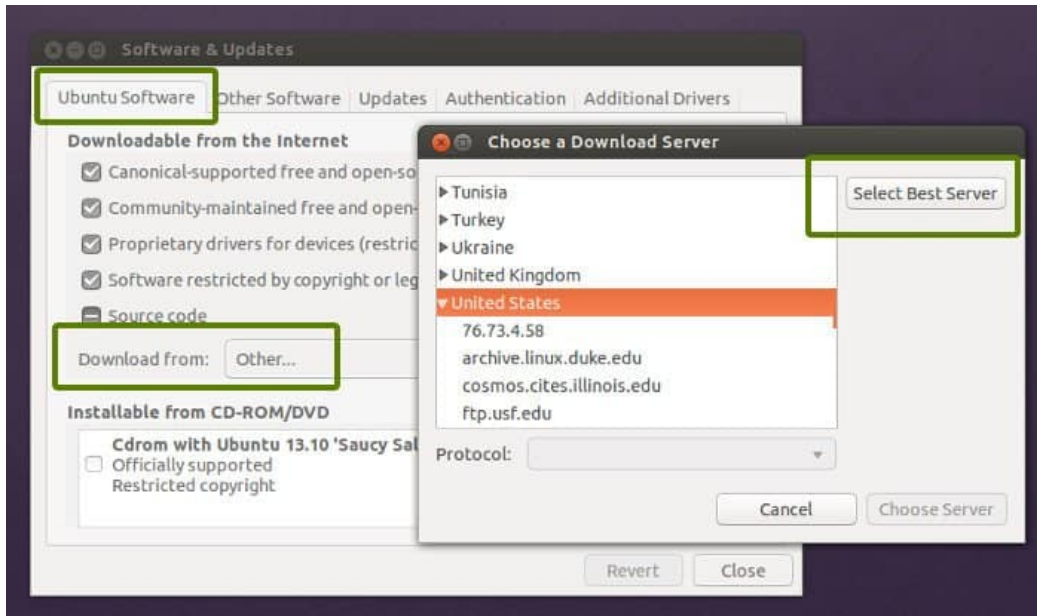 Software & Updates
Ubuntu Software Other Software Updates Authentication Additional Drivers
Downloadable from the Internet
Canonical-supported free and open-so
Community-maintained free and open-
Proprietary drivers for devices (restric
Software restricted by copyright or leg
Source code
Download from: Other...
Installable from CD-ROM/DVD
Cdrom with Ubuntu 13.10 'Saucy Sal
Officially supported
Restricted copyright
Revert Close
Choose a Download Server
Tunisia
Turkey
Ukraine
United Kingdom
United States
76.73.4.58
archive.linux.duke.edu
cosmos.cites.illinois.edu
ftp.usf.edu
Select Best Server
Protocol:
Cancel Choose Server